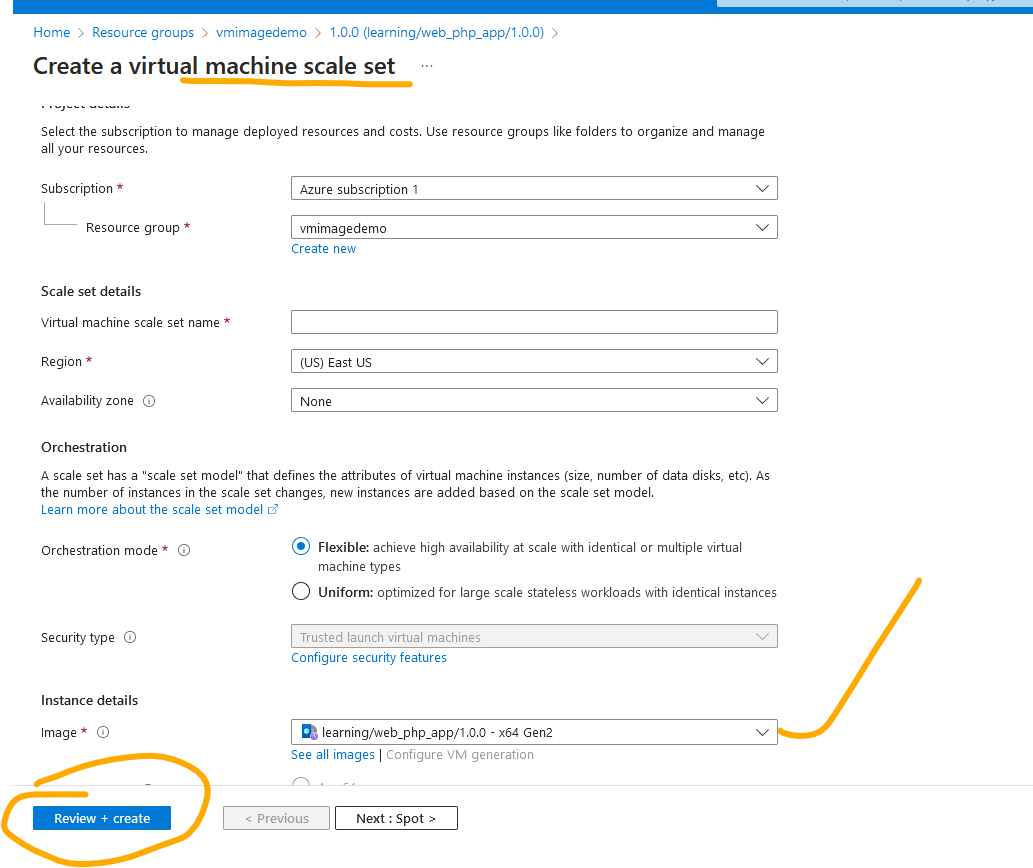 Home > Resource groups > vmimagedemo > 1.0.0 (learning/web_php_app/1.0.0) >
Create a virtual machine scale set ...
Project details
Select the subscription to manage deployed resources and costs. Use resource groups like folders to organize and manage
all your resources.
Subscription *
Azure subscription 1
Resource group *
vmimagedemo
Create new
Scale set details
Virtual machine scale set name *
Region *
(US) East US
Availability zone
None
Orchestration
A scale set has a "scale set model" that defines the attributes of virtual machine instances (size, number of data disks, etc). As
the number of instances in the scale set changes, new instances are added based on the scale set model.
Learn more about the scale set model
Orchestration mode *
Flexible: achieve high availability at scale with identical or multiple virtual
machine types
Uniform: optimized for large scale stateless workloads with identical instances
Security type
Trusted launch virtual machines
Configure security features
Instance details
Image *
learning/web_php_app/1.0.0 - x64 Gen2
See all images | Configure VM generation
Review + create
< Previous
Next : Spot >